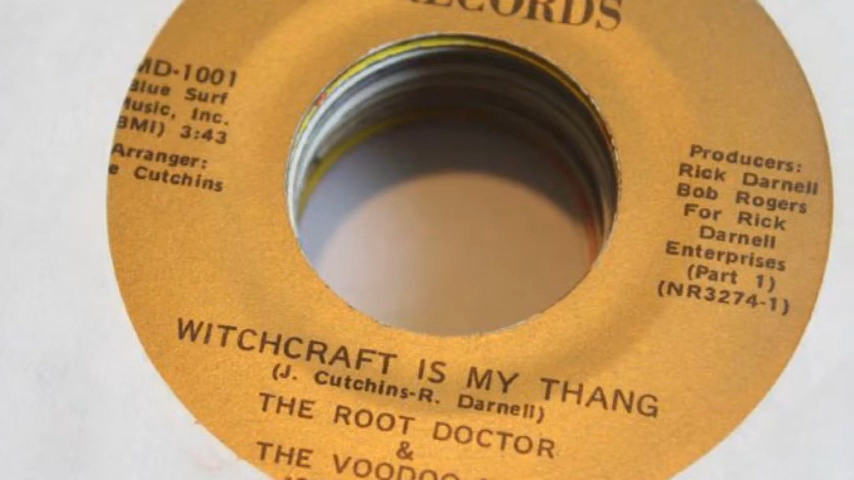 RECORDS
MD-1001
Blue Surf
Music, Inc.
(BMI) 3:43
Arranger:
Cutchins
Producers:
Rick Darnell
Bob Rogers
For Rick
Darnell
Enterprises
(Part 1)
(NR3274-1)
WITCHCRAFT IS MY THANG
(J. Cutchins-R. Darnell)
THE ROOT DOCTOR
&
THE VOODOO